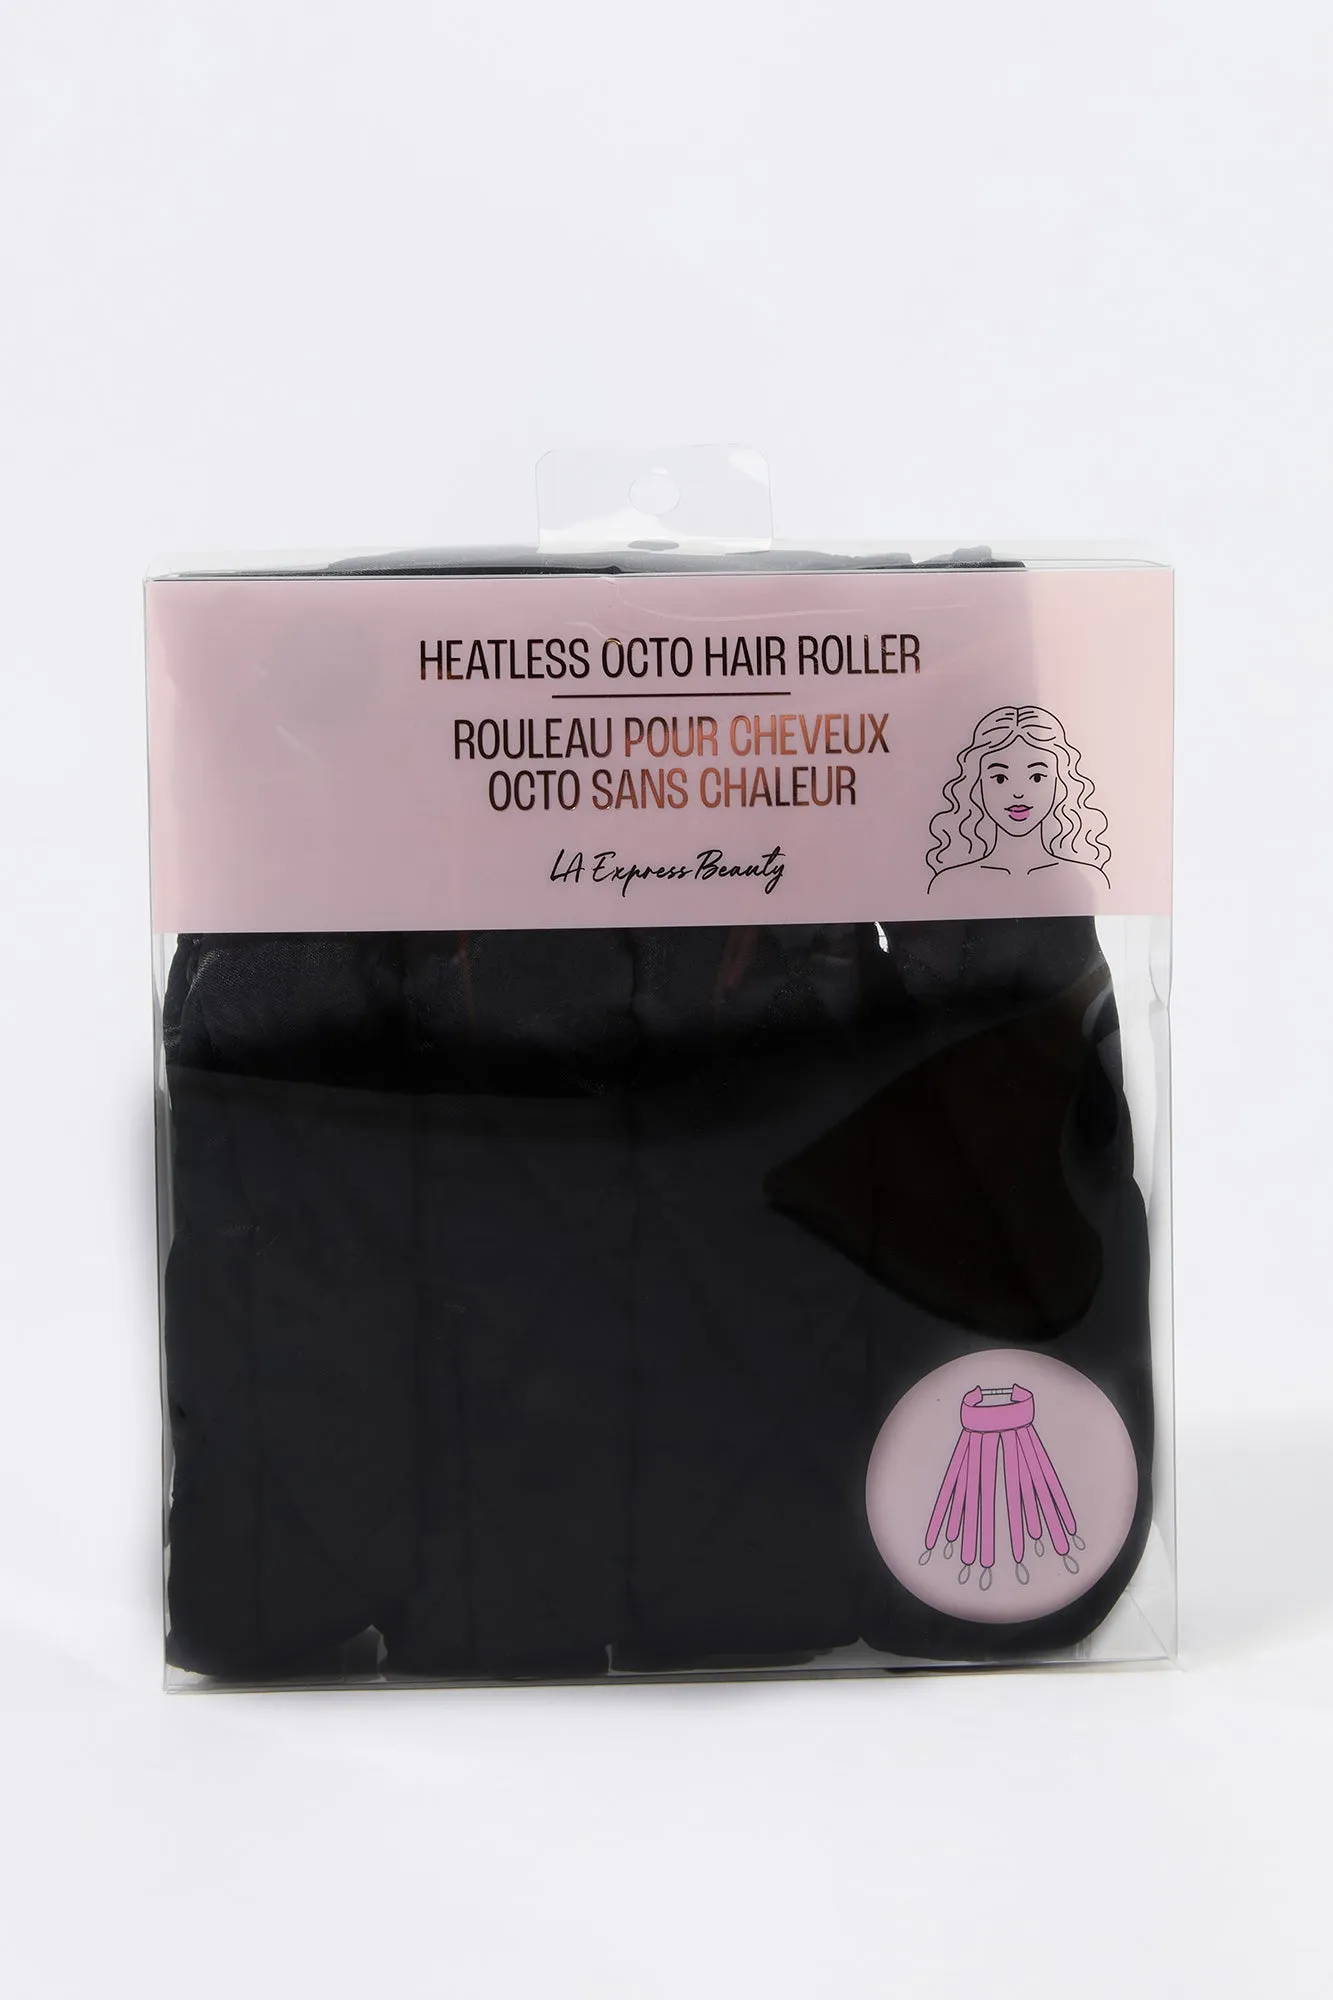 HEATLESS OCTO HAIR ROLLER
ROULEAU POUR CHEVEUX
OCTO SANS CHALEUR
LA Express Beauty